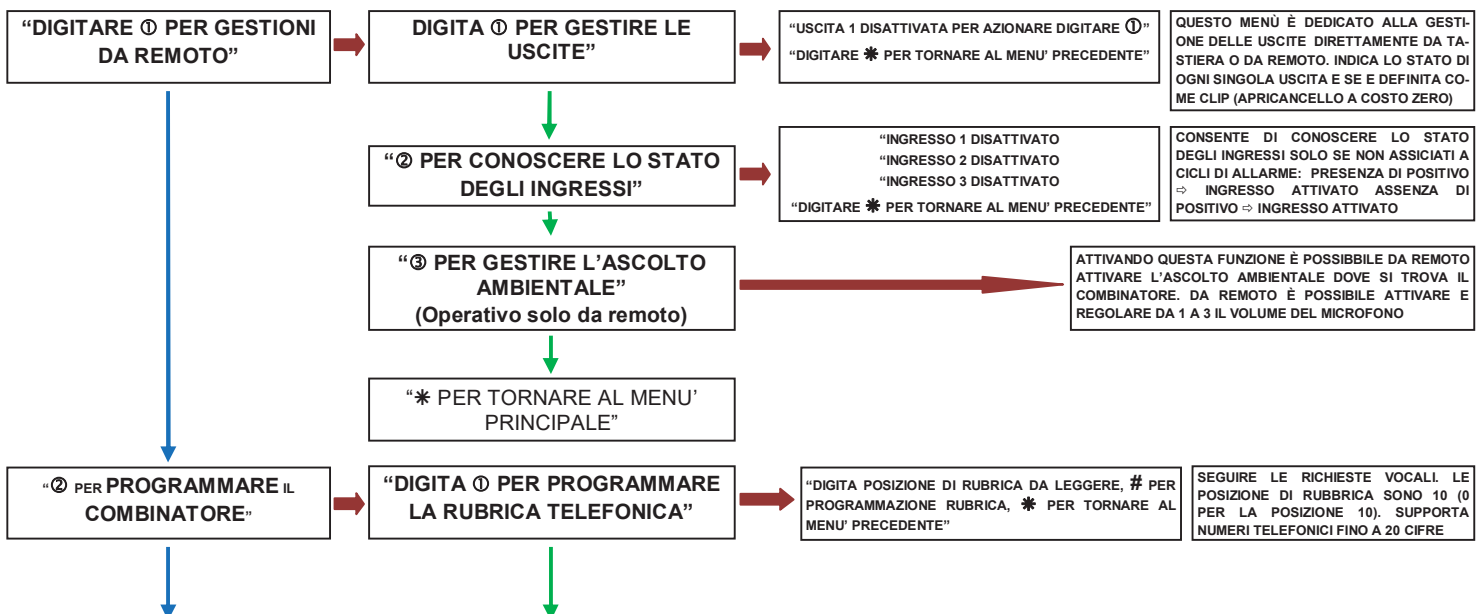 “DIGITARE ① PER GESTIONI
DA REMOTO”
DIGITA ① PER GESTIRE LE
USCITE”
“USCITA 1 DISATTIVATA PER AZIONARE DIGITARE ①”
“DIGITARE ✱ PER TORNARE AL MENU’ PRECEDENTE”
QUESTO MENÙ È DEDICATO ALLA GESTI-
ONE DELLE USCITE DIRETTAMENTE DA TA-
STIERA O DA REMOTO. INDICA LO STATO DI
OGNI SINGOLA USCITA E SE E DEFINITA CO-
ME CLIP (APRICANCELLO A COSTO ZERO)
“② PER CONOSCERE LO STATO
DEGLI INGRESSI”
“INGRESSO 1 DISATTIVATO
“INGRESSO 2 DISATTIVATO
“INGRESSO 3 DISATTIVATO
“DIGITARE ✱ PER TORNARE AL MENU’ PRECEDENTE”
CONSENTE DI CONOSCERE LO STATO
DEGLI INGRESSI SOLO SE NON ASSICIATI A
CICLI DI ALLARME: PRESENZA DI POSITIVO
⇨ INGRESSO ATTIVATO ASSENZA DI
POSITIVO ⇨ INGRESSO ATTIVATO
“③ PER GESTIRE L’ASCOLTO
AMBIENTALE”
(Operativo solo da remoto)
ATTIVANDO QUESTA FUNZIONE È POSSIBBILE DA REMOTO
ATTIVARE L’ASCOLTO AMBIENTALE DOVE SI TROVA IL
COMBINATORE. DA REMOTO È POSSIBILE ATTIVARE E
REGOLARE DA 1 A 3 IL VOLUME DEL MICROFONO
“✱ PER TORNARE AL MENU’
PRINCIPALE”
“② PER PROGRAMMARE IL
COMBINATORE”
“DIGITA ① PER PROGRAMMARE
LA RUBRICA TELEFONICA”
“DIGITA POSIZIONE DI RUBRICA DA LEGGERE, # PER
PROGRAMMAZIONE RUBRICA, ✱ PER TORNARE AL
MENU’ PRECEDENTE”
SEGUIRE LE RICHIESTE VOCALI. LE
POSIZIONE DI RUBBRICA SONO 10 (0
PER LA POSIZIONE 10). SUPPORTA
NUMERI TELEFONICI FINO A 20 CIFRE